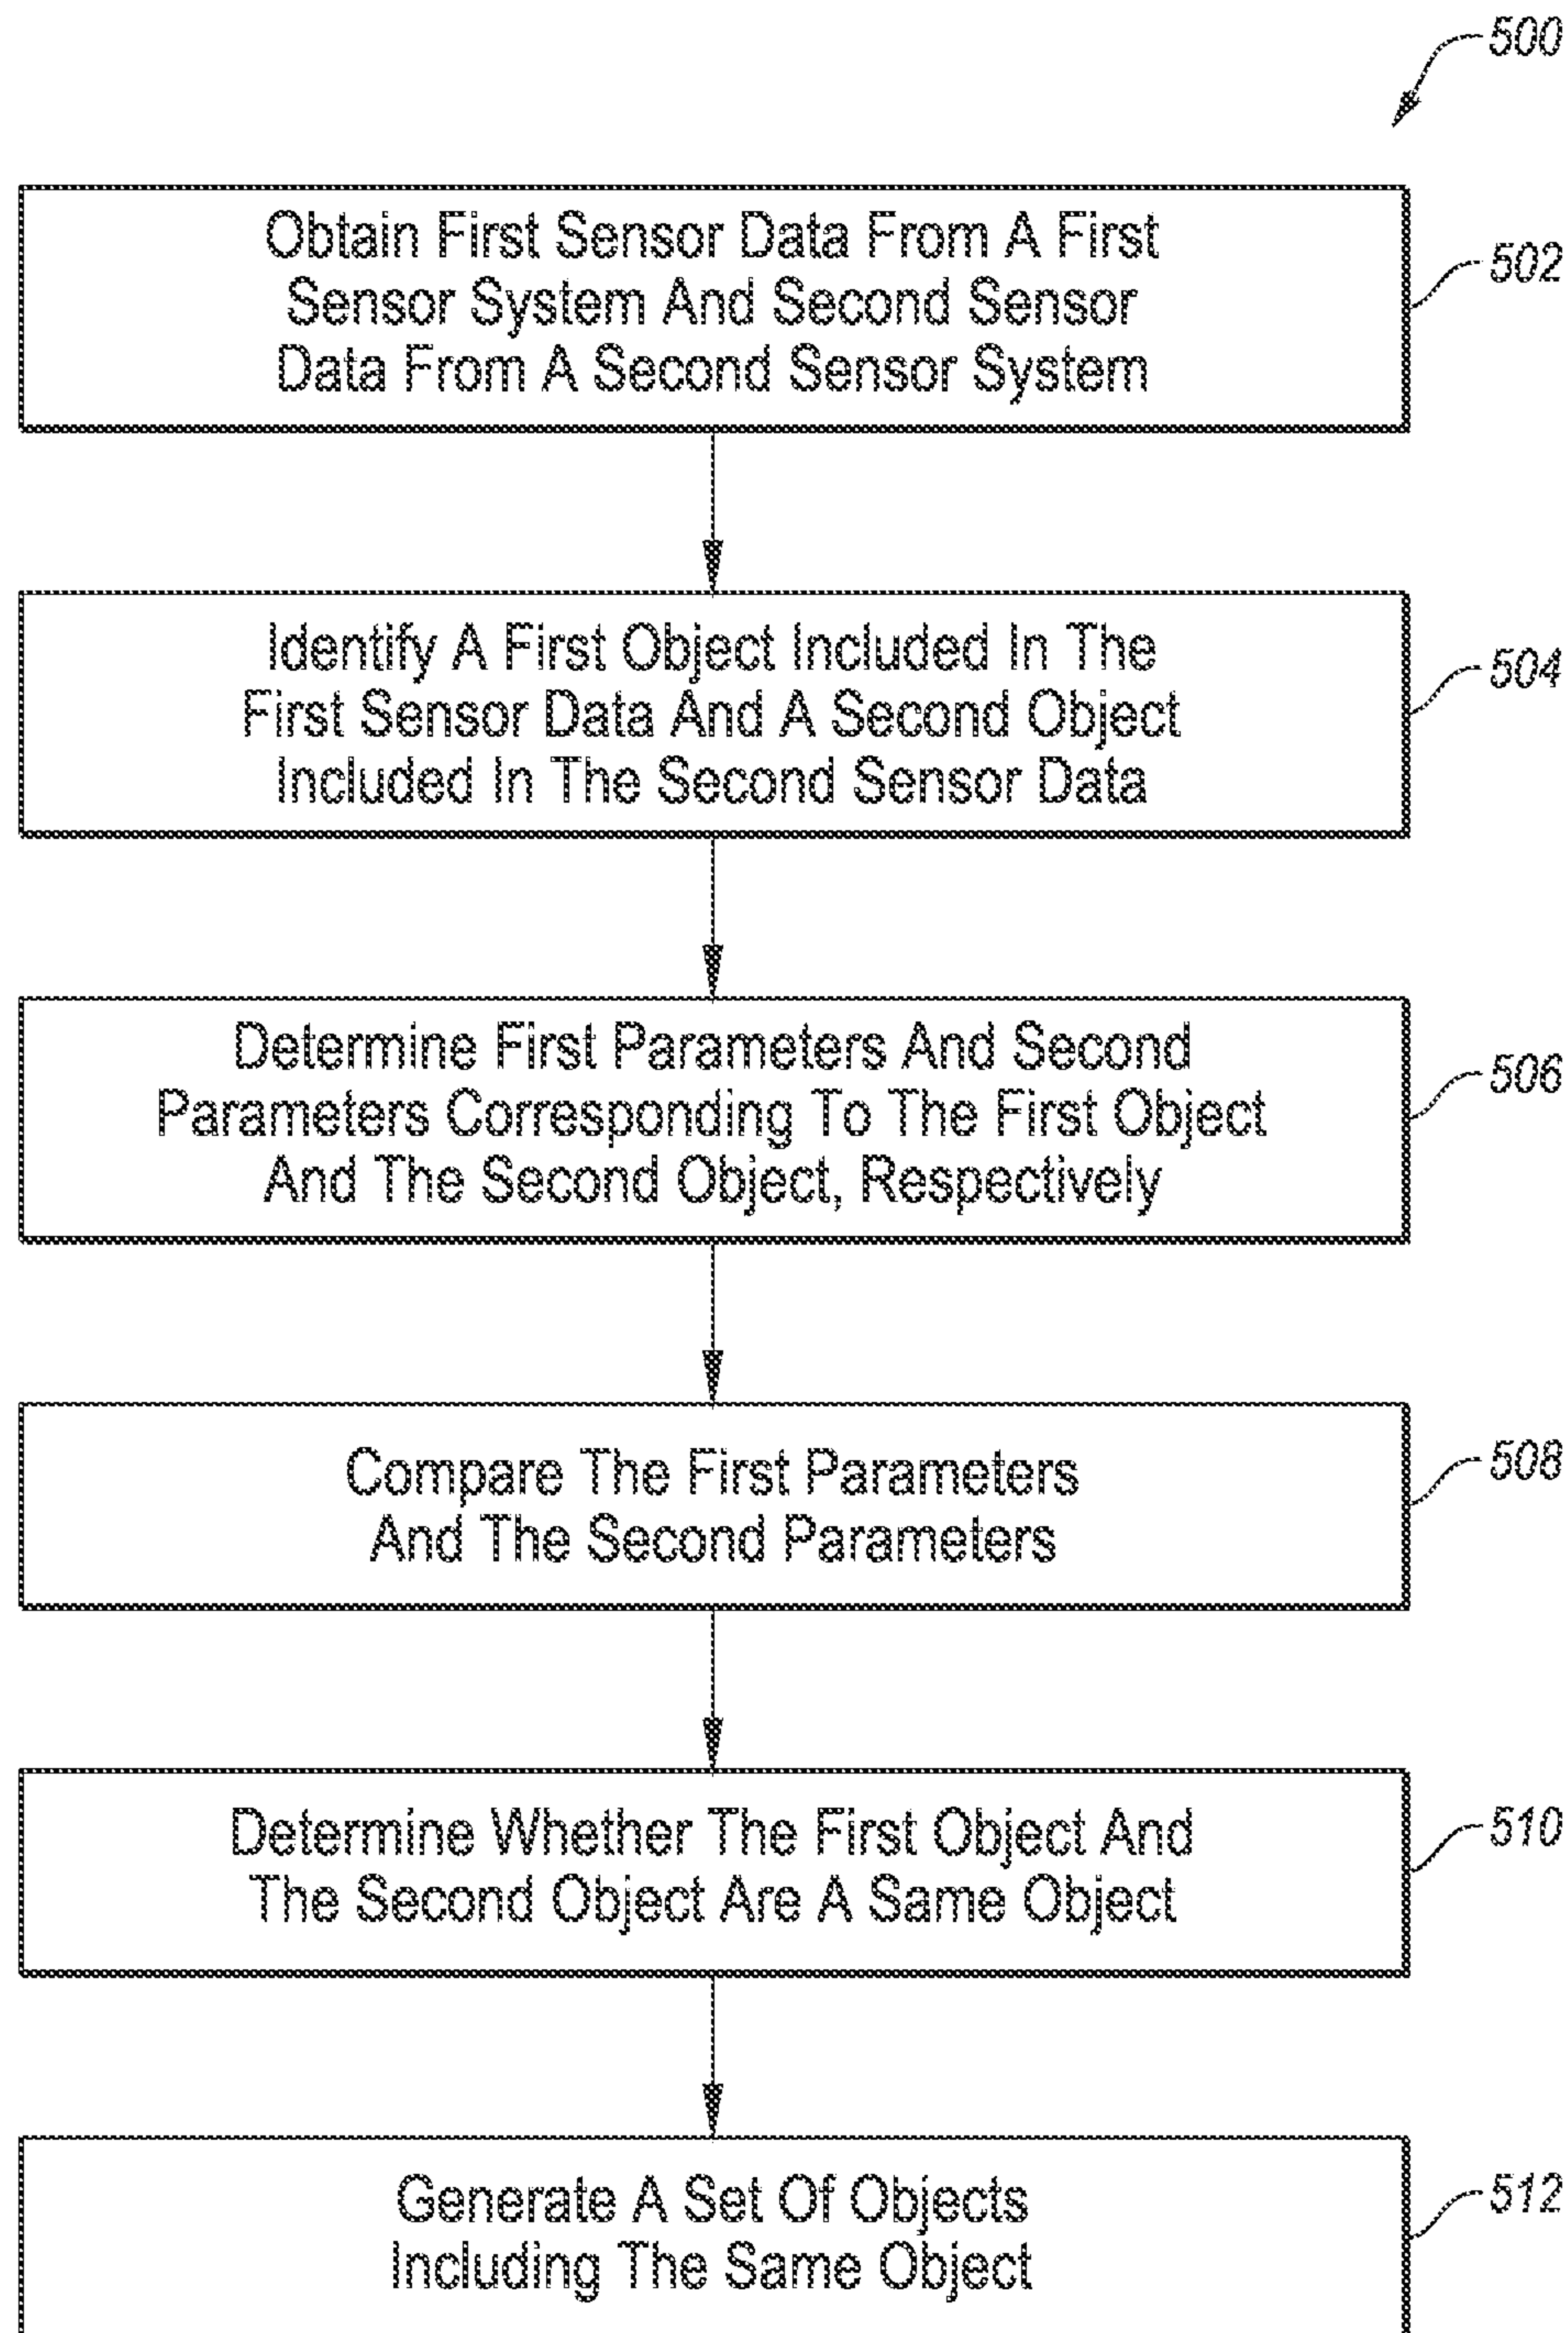 500
Obtain First Sensor Data From A First
Sensor System And Second Sensor
Data From A Second Sensor System
502
Identify A First Object Included In The
First Sensor Data And A Second Object
Included In The Second Sensor Data
504
Determine First Parameters And Second
Parameters Corresponding To The First Object
And The Second Object, Respectively
506
Compare The First Parameters
And The Second Parameters
508
Determine Whether The First Object And
The Second Object Are A Same Object
510
Generate A Set Of Objects
Including The Same Object
512